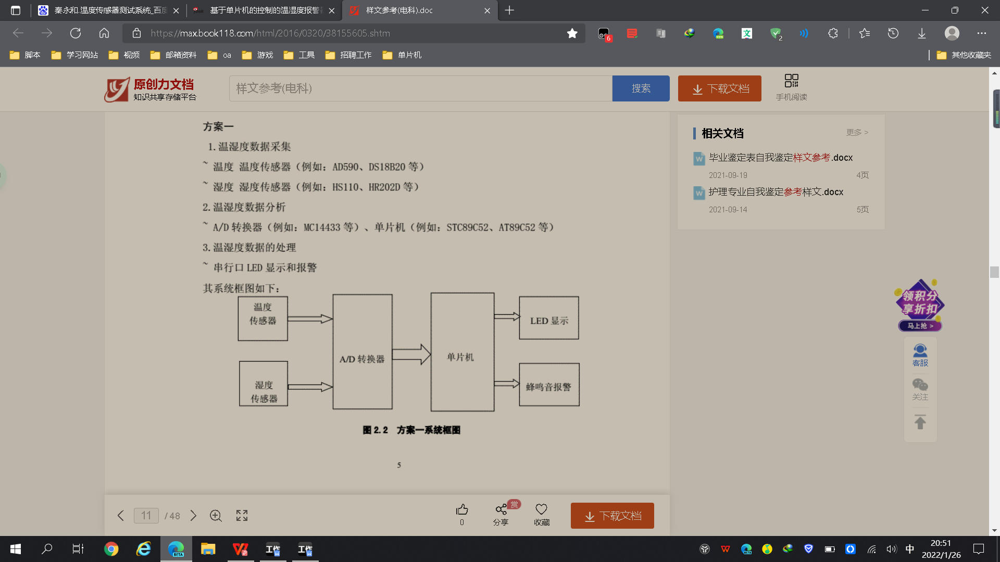 秦永和.温度传感器测试系统_百度
基于单片机的控制的温湿度报警器
样文参考(电科).doc
https://max.book118.com/html/2016/0320/38155605.shtm
6
2
脚本
学习网站
视频
邮箱资料
oa
游戏
工具
招聘工作
单片机
其他收藏夹
原创力文档
知识共享存储平台
样文参考(电科)
搜索
下载文档
手机阅读
方案一
1.温湿度数据采集
~ 温度 温度传感器（例如：AD590、DS18B20 等）
~ 湿度 湿度传感器（例如：HS110、HR202D 等）
2.温湿度数据分析
~ A/D 转换器（例如：MC14433 等）、单片机（例如：STC89C52、AT89C52 等）
3.温湿度数据的处理
~ 串行口 LED 显示和报警
其系统框图如下：
温度
传感器
湿度
传感器
A/D 转换器
单片机
LED 显示
蜂鸣音报警
图 2.2 方案一系统框图
5
相关文档
更多 >
毕业鉴定表自我鉴定样文参考.docx
2021-09-19
4页
护理专业自我鉴定参考样文.docx
2021-09-14
5页
领积分
享折扣
马上抢 >
客服
关注
11
/ 48
0
分享
赏
收藏
下载文档
BETA
工作
工作
中
20:51
2022/1/26